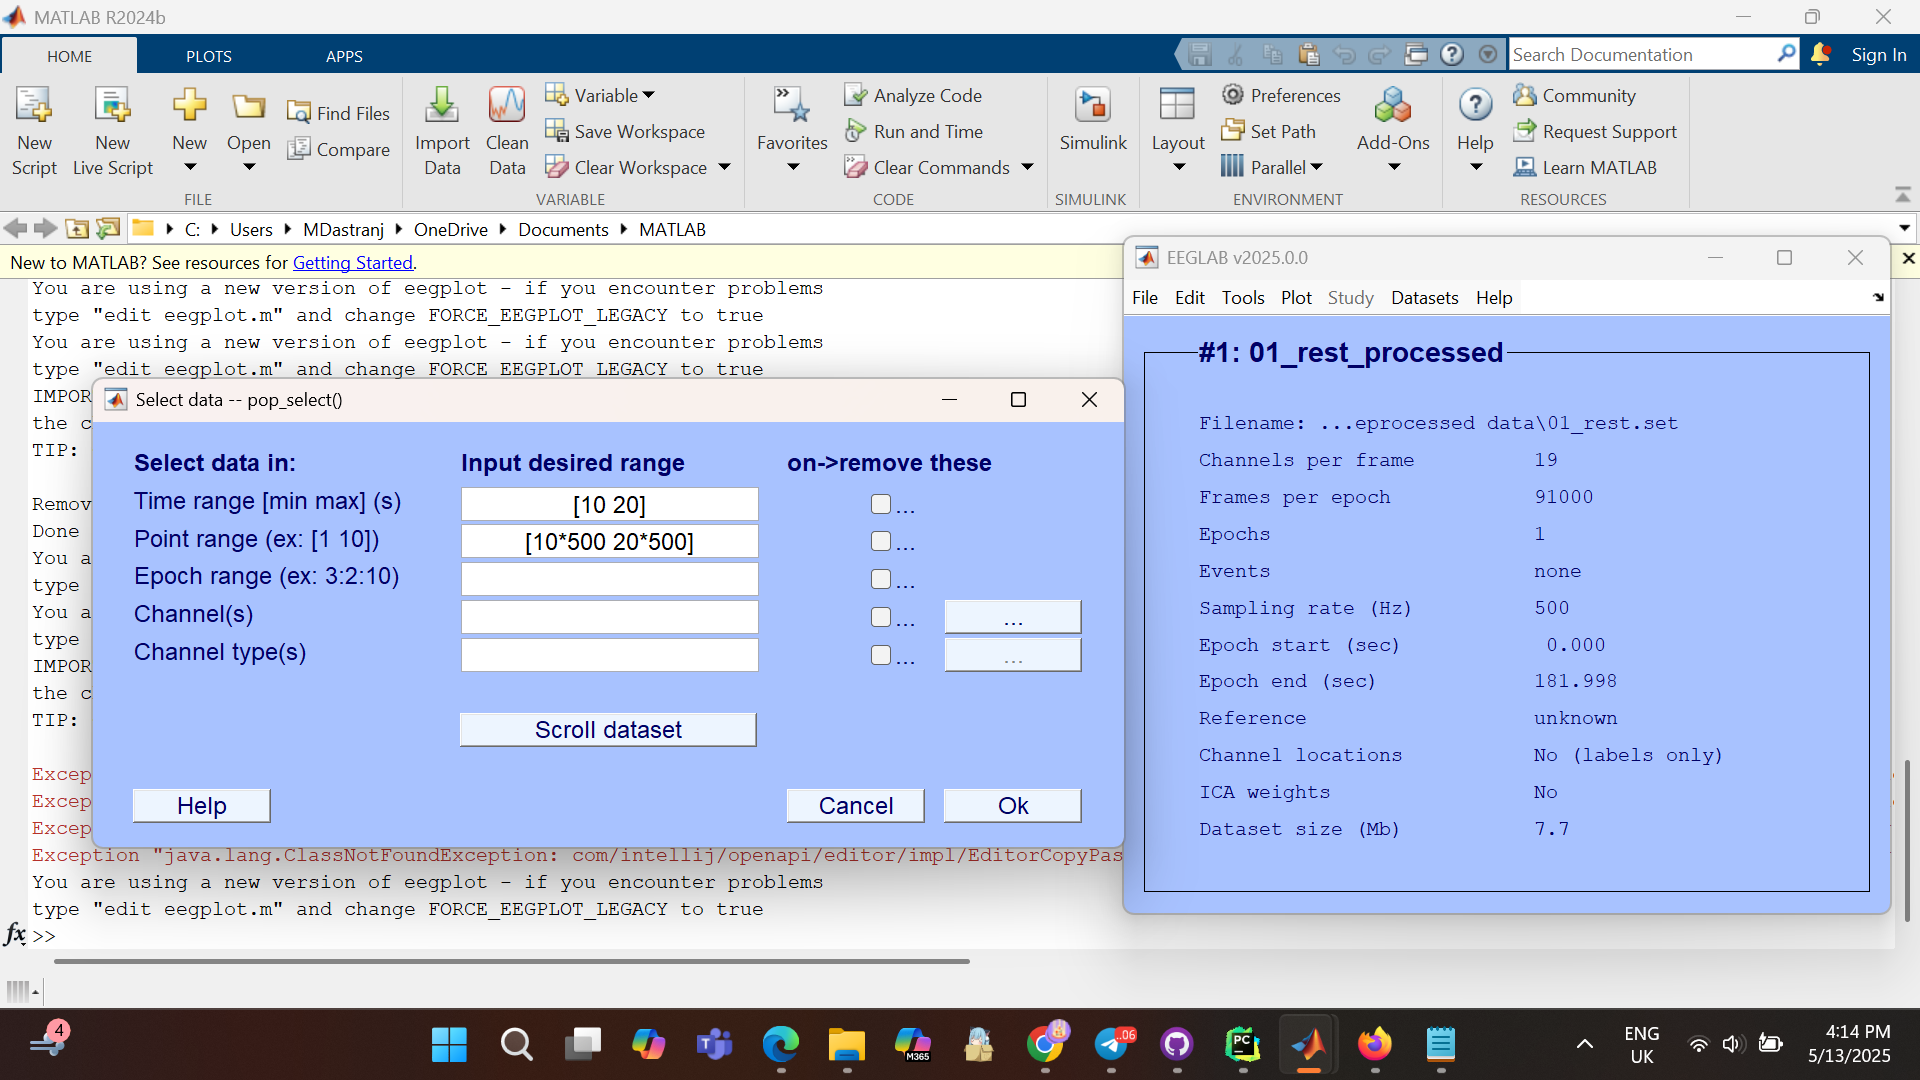 MATLAB R2024b
HOME PLOTS APPS
Search Documentation
Sign In
New Script
New Live Script
New
Open
Find Files
Compare
FILE
Import Data
Clean Data
Variable
Save Workspace
Clear Workspace
VARIABLE
Favorites
Analyze Code
Run and Time
Clear Commands
CODE
Simulink
SIMULINK
Layout
Preferences
Set Path
Parallel
Add-Ons
ENVIRONMENT
Help
Community
Request Support
Learn MATLAB
RESOURCES
C: Users MDastranj OneDrive Documents MATLAB
New to MATLAB? See resources for Getting Started.
You are using a new version of eegplot - if you encounter problems
type "edit eegplot.m" and change FORCE_EEGPLOT_LEGACY to true
You are using a new version of eegplot - if you encounter problems
type "edit eegplot.m" and change FORCE_EEGPLOT_LEGACY to true
IMPOR
the c
TIP:
Remov
Done
You a
type
You a
type
IMPOR
the c
TIP:
Excep
Excep
Excep
Exception "java.lang.ClassNotFoundException: com/intellij/openapi/editor/impl/EditorCopyPas
You are using a new version of eegplot - if you encounter problems
type "edit eegplot.m" and change FORCE_EEGPLOT_LEGACY to true
fx >>
Select data -- pop_select()
Select data in: Input desired range on->remove these
Time range [min max] (s) [10 20] ...
Point range (ex: [1 10]) [10*500 20*500] ...
Epoch range (ex: 3:2:10) ...
Channel(s) ... ...
Channel type(s) ... ...
Scroll dataset
Help Cancel Ok
EEGLAB v2025.0.0
File Edit Tools Plot Study Datasets Help
#1: 01_rest_processed
Filename: ...eprocessed data\01_rest.set
Channels per frame 19
Frames per epoch 91000
Epochs 1
Events none
Sampling rate (Hz) 500
Epoch start (sec) 0.000
Epoch end (sec) 181.998
Reference unknown
Channel locations No (labels only)
ICA weights No
Dataset size (Mb) 7.7
4
M365
..06
PC
ENG
UK
4:14 PM
5/13/2025